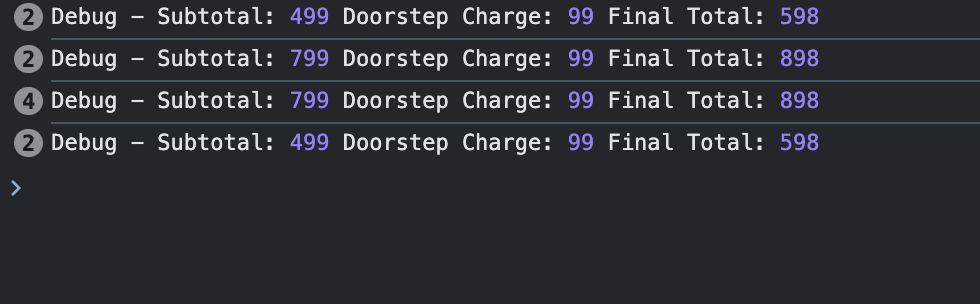 2 Debug – Subtotal: 499 Doorstep Charge: 99 Final Total: 598
2 Debug – Subtotal: 799 Doorstep Charge: 99 Final Total: 898
4 Debug – Subtotal: 799 Doorstep Charge: 99 Final Total: 898
2 Debug – Subtotal: 499 Doorstep Charge: 99 Final Total: 598